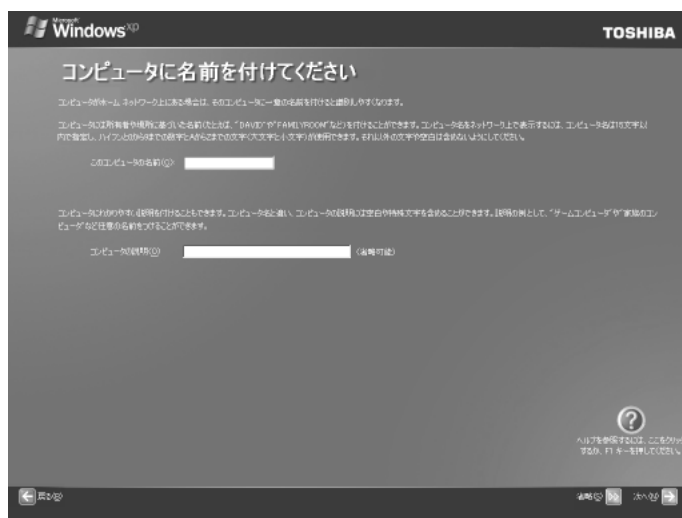 Microsoft
Windows xp
TOSHIBA
コンピュータに名前を付けてください
コンピュータがホーム ネットワーク上にある場合は、そのコンピュータに一意の名前を付けると識別しやすくなります。
コンピュータには所有者や場所に基づいた名前(たとえば、"DAVID"や"FAMILYROOM"など)を付けることができます。コンピュータ名をネットワーク上で表示するには、コンピュータ名は15文字以
内で指定し、ハイフンと0から9までの数字とAからZまでの文字(大文字と小文字)が使用できます。それ以外の文字や空白は含めないようにしてください。
このコンピュータの名前(C):
コンピュータにわかりやすい説明を付けることもできます。コンピュータ名と違い、コンピュータの説明には空白や特殊文字を含めることができます。説明の例として、"ゲームコンピュータ"や"家族のコン
ピュータ"など任意の名前をつけることができます。
コンピュータの説明(O):
(省略可能)
?
ヘルプを参照するには、ここをクリッ
するか、F1 キーを押してください。
戻る(B)
省略(S)
次へ(N)